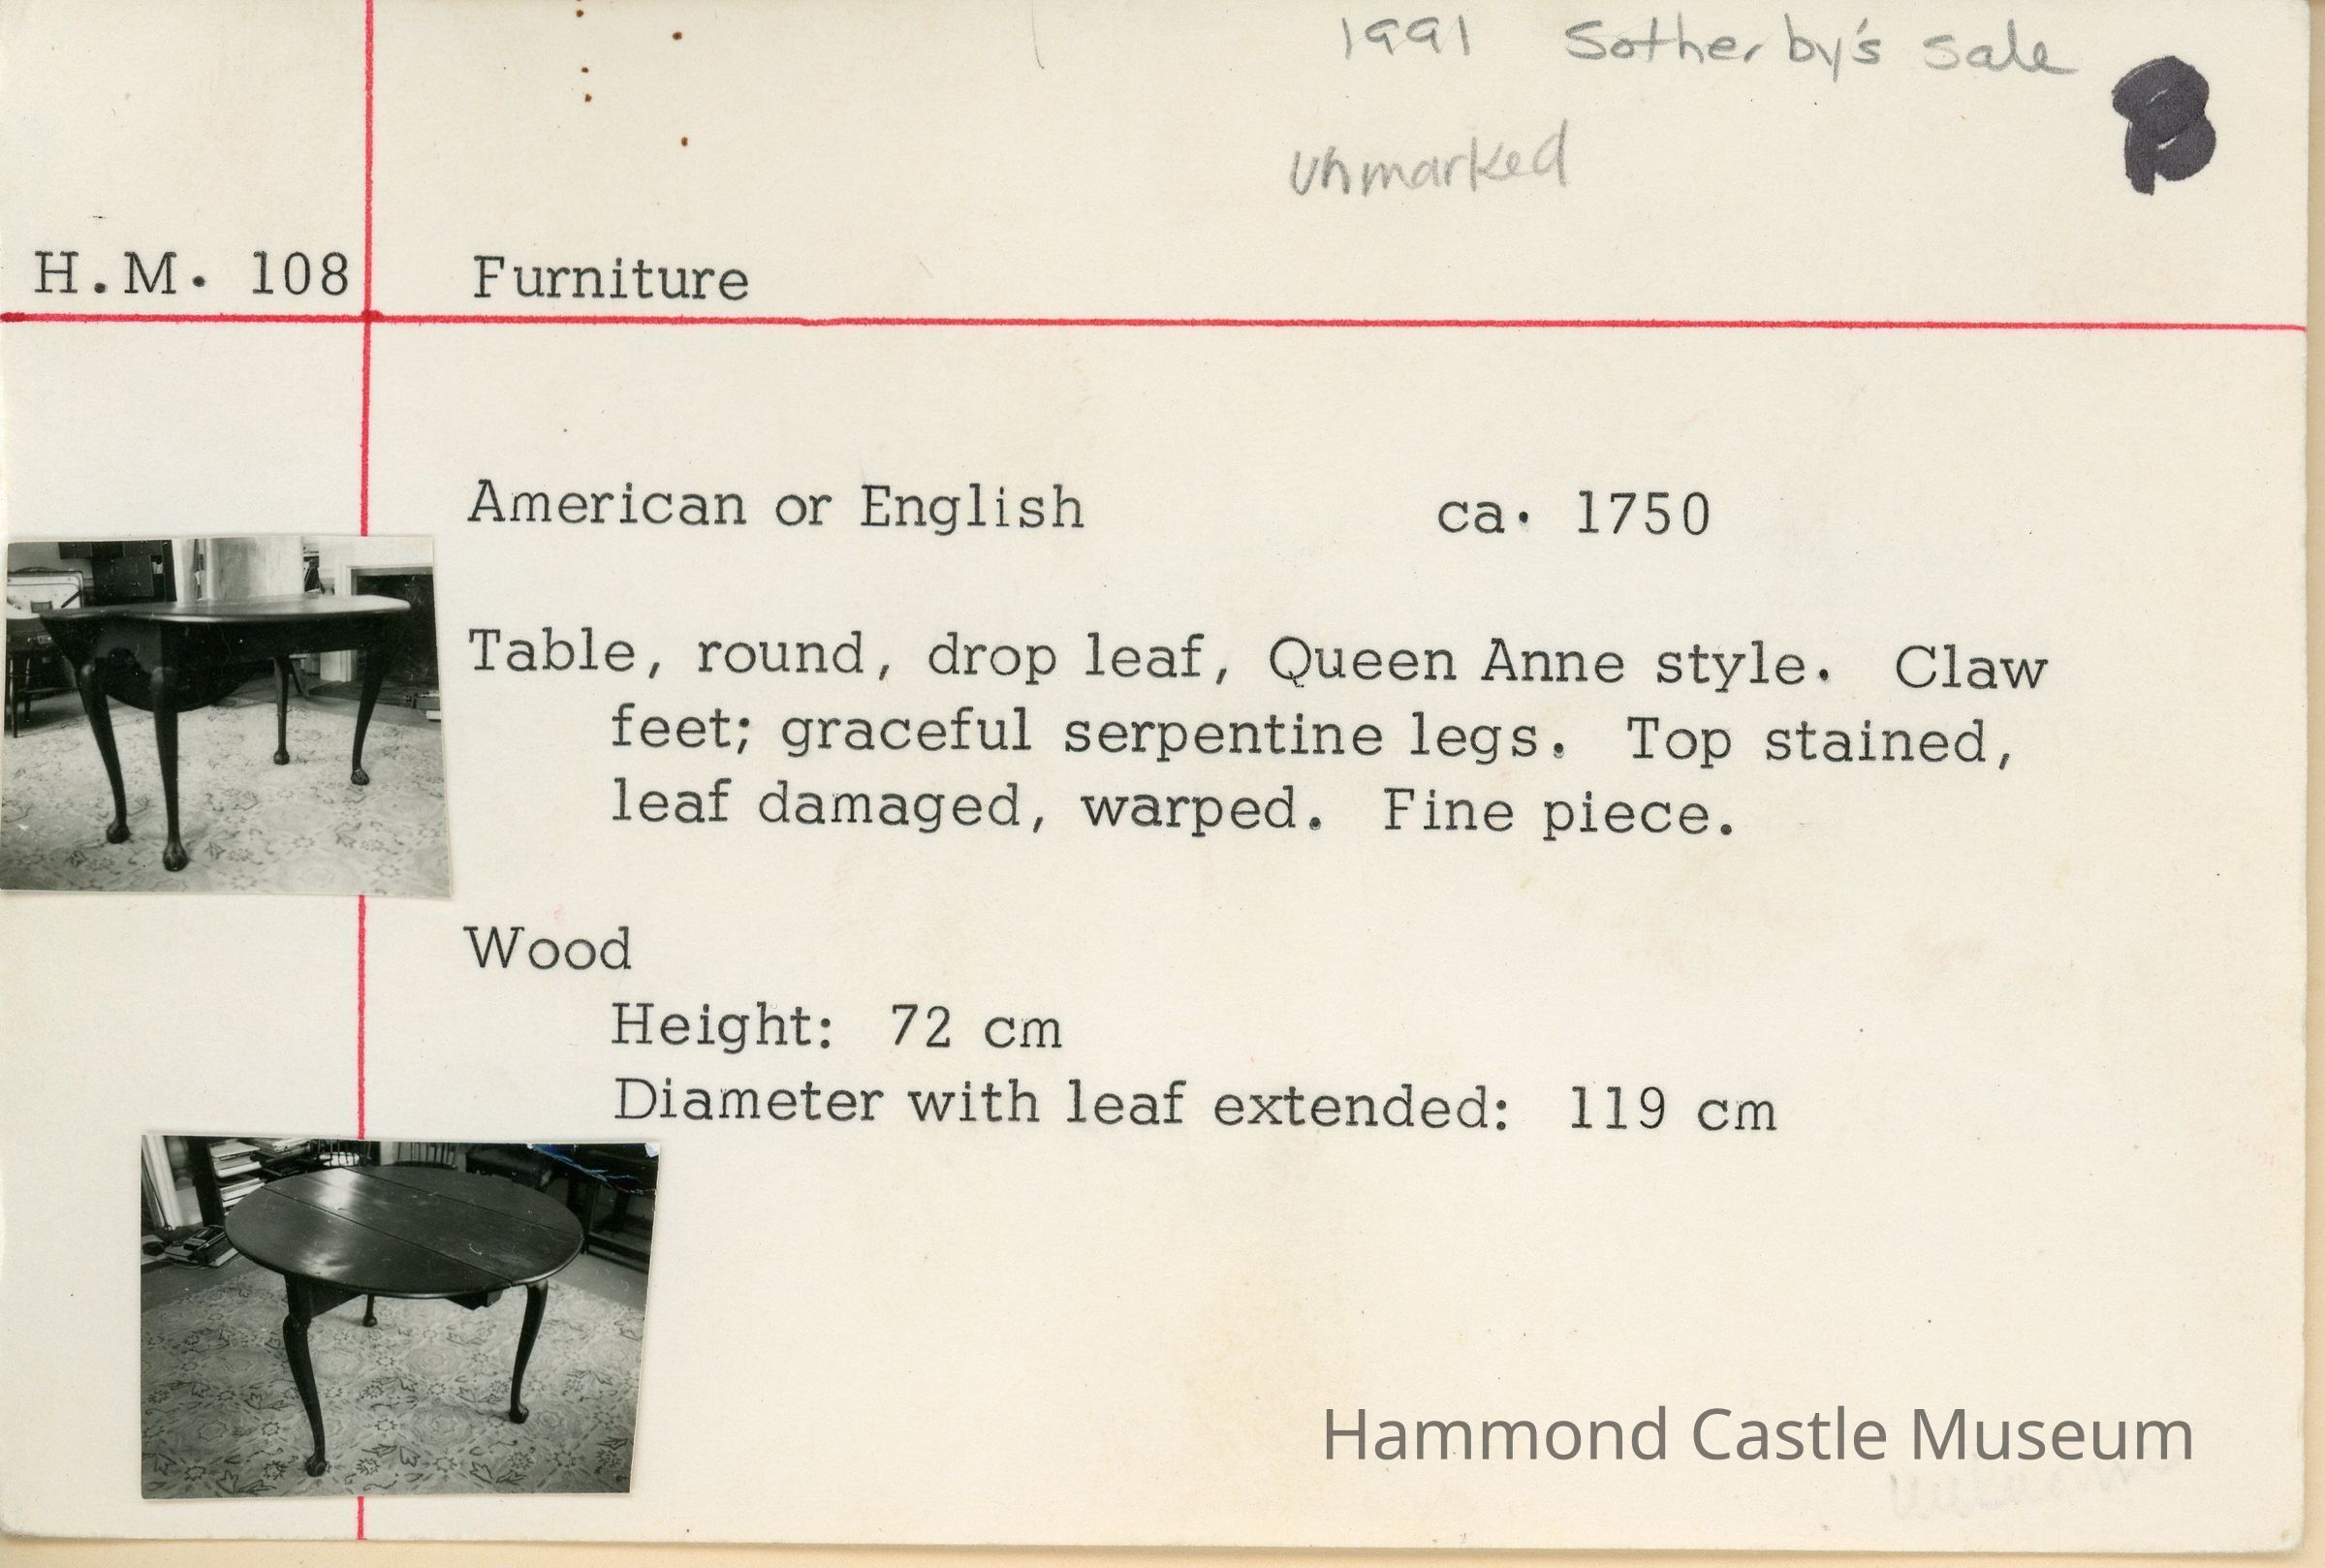 1991 Sotherby's sale
unmarked
H.M. 108 Furniture
American or English ca. 1750
Table, round, drop leaf, Queen Anne style. Claw
feet; graceful serpentine legs. Top stained,
leaf damaged, warped. Fine piece.
Wood
Height: 72 cm
Diameter with leaf extended: 119 cm
Hammond Castle Museum